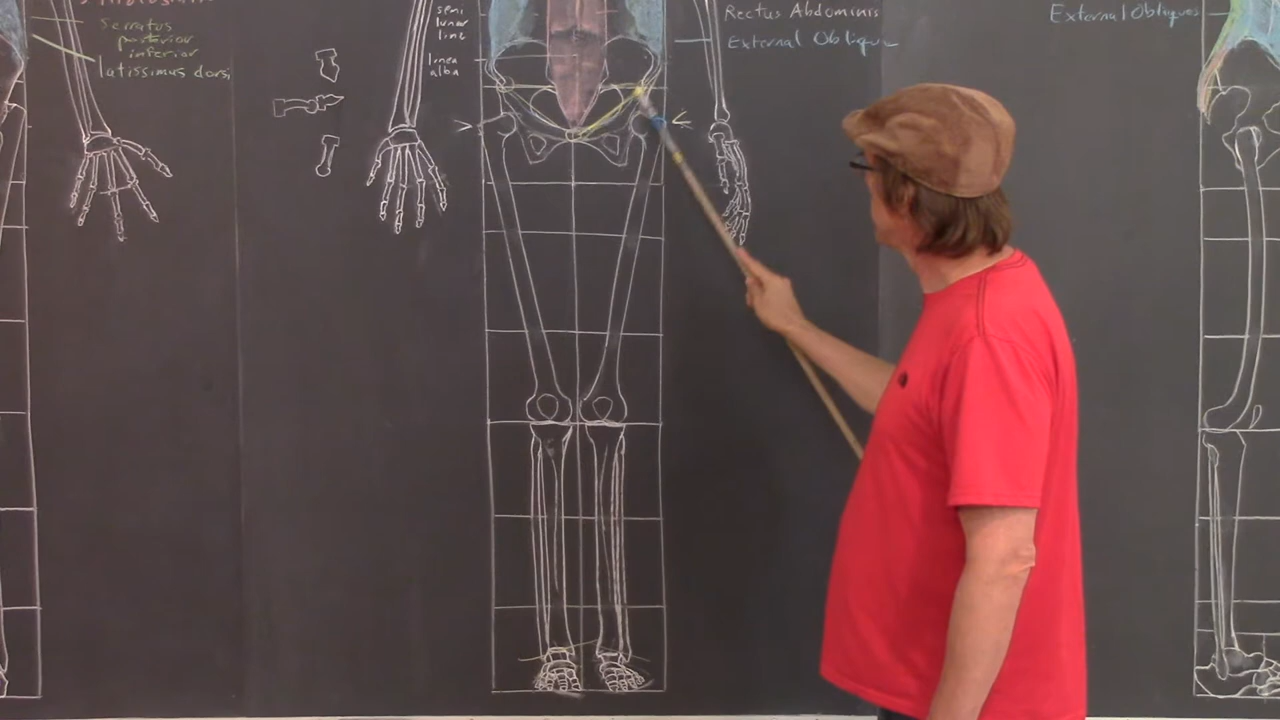 Serratus
posterior
inferior
latissimus dorsi
semi
lunar
line
linea
alba
Rectus Abdominis
External Oblique
External Obliques